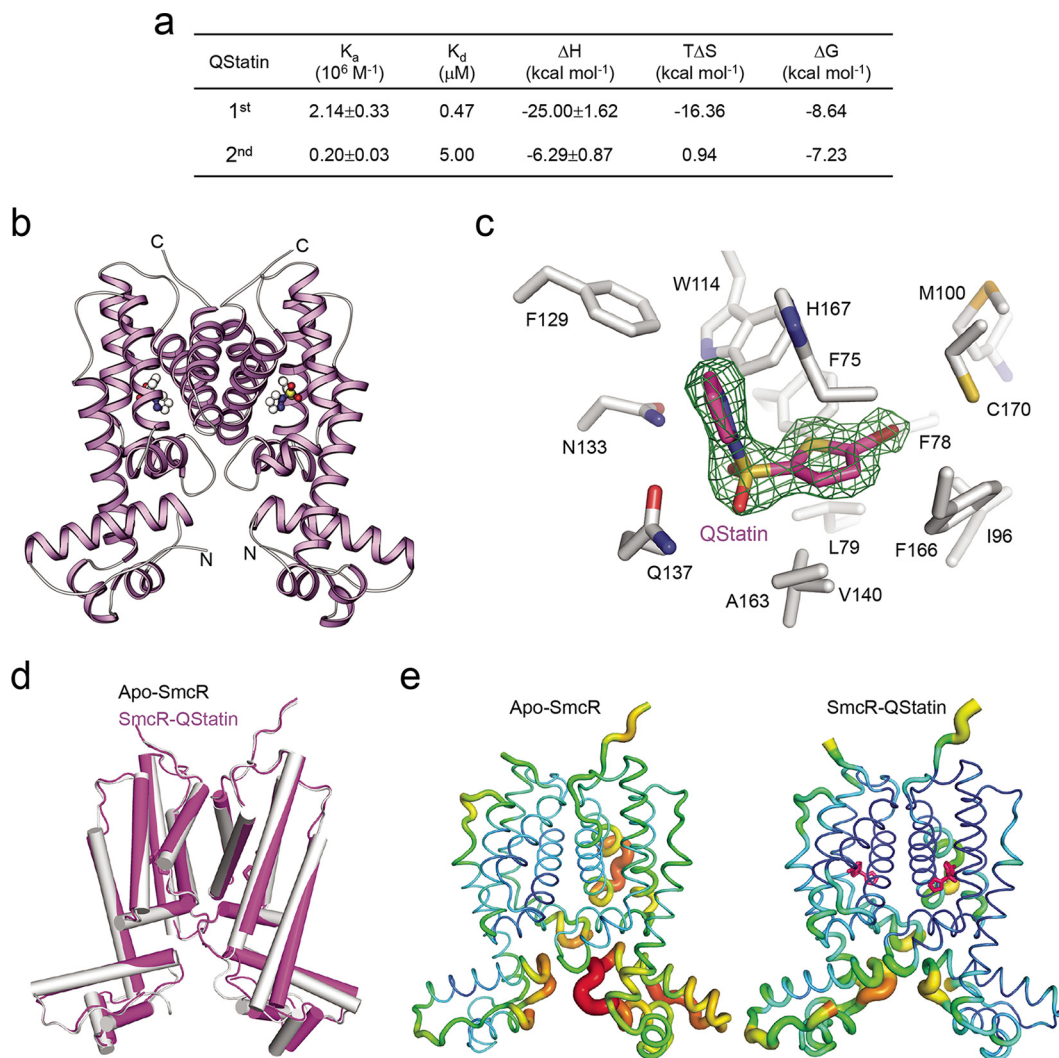 a
QStatin Kₐ (10⁶ M⁻¹) K_d (μM) ΔH (kcal mol⁻¹) TΔS (kcal mol⁻¹) ΔG (kcal mol⁻¹)
1ˢᵗ 2.14±0.33 0.47 -25.00±1.62 -16.36 -8.64
2ⁿᵈ 0.20±0.03 5.00 -6.29±0.87 0.94 -7.23
b
C C
N N
c
W114
H167
M100
F129
F75
C170
N133
F78
QStatin
L79
F166
I96
Q137
A163
V140
d
Apo-SmcR
SmcR-QStatin
e
Apo-SmcR
SmcR-QStatin